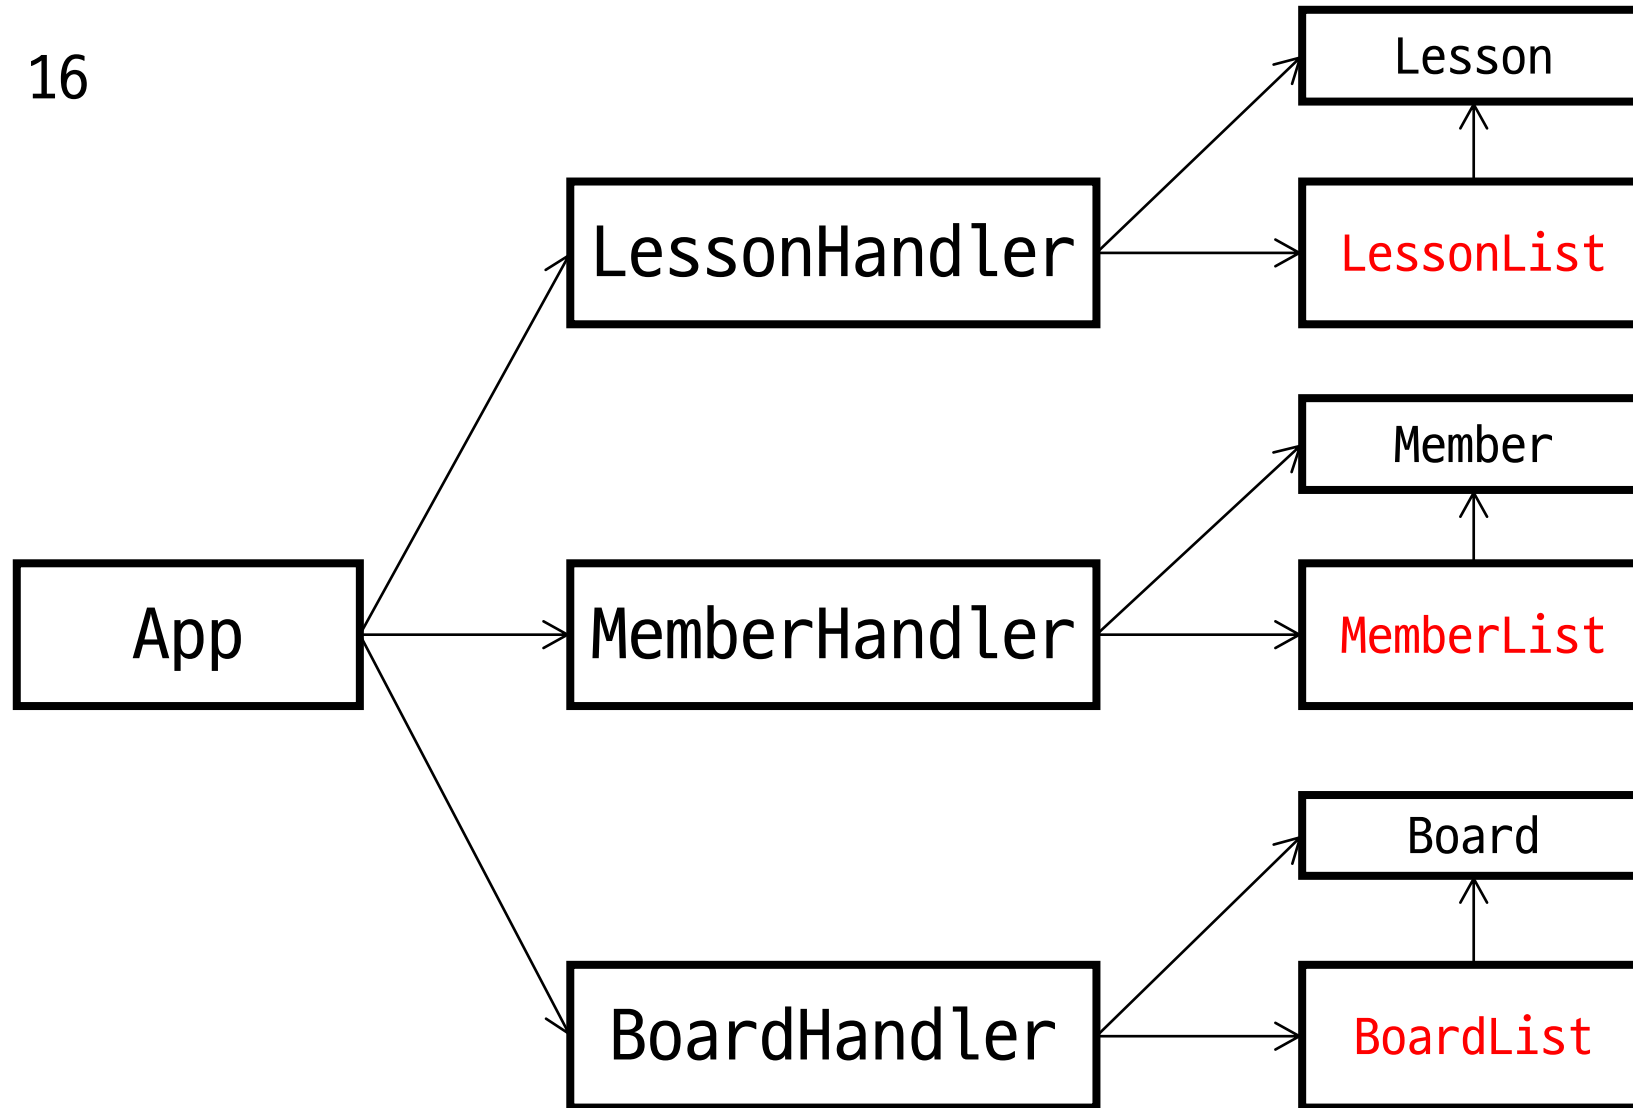 16
Lesson
LessonHandler
LessonList
Member
App
MemberHandler
MemberList
Board
BoardHandler
BoardList